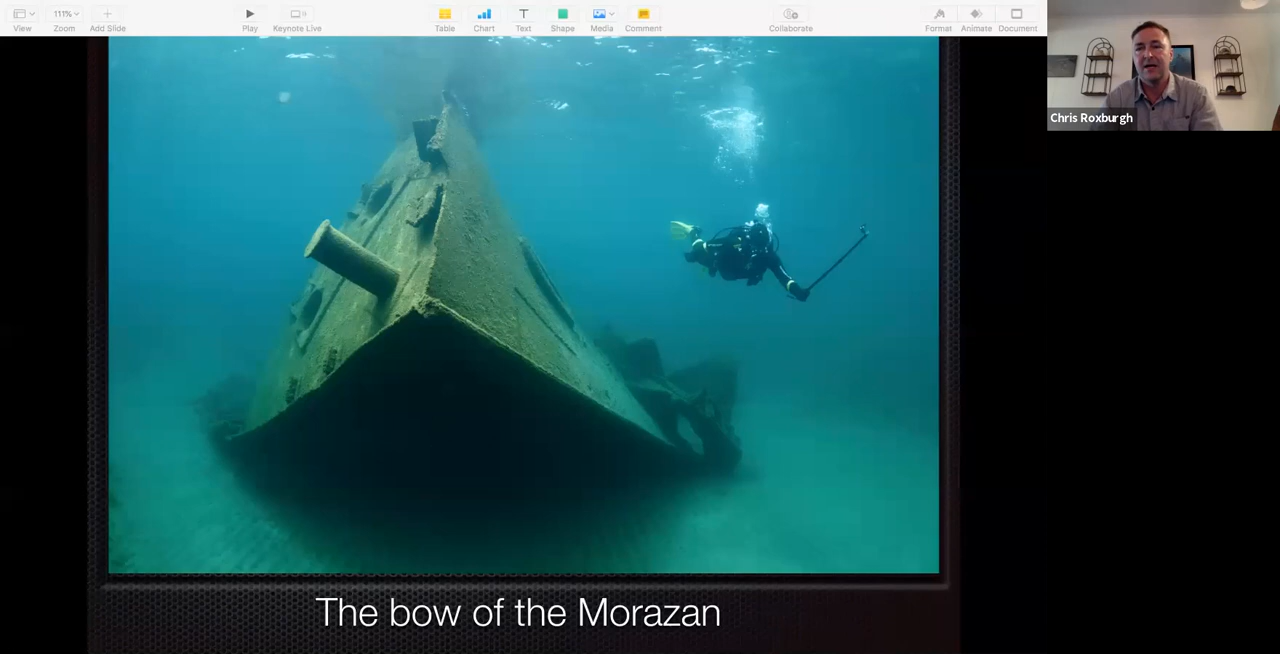 View
111%
Zoom
Add Slide
Play
Keynote Live
Table
Chart
Text
Shape
Media
Comment
Collaborate
Format
Animate
Document
Chris Roxburgh
The bow of the Morazan